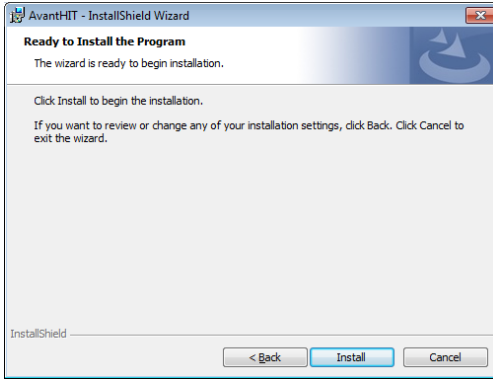 AvantHIT - InstallShield Wizard
Ready to Install the Program
The wizard is ready to begin installation.
Click Install to begin the installation.
If you want to review or change any of your installation settings, click Back. Click Cancel to
exit the wizard.
InstallShield
< Back Install Cancel